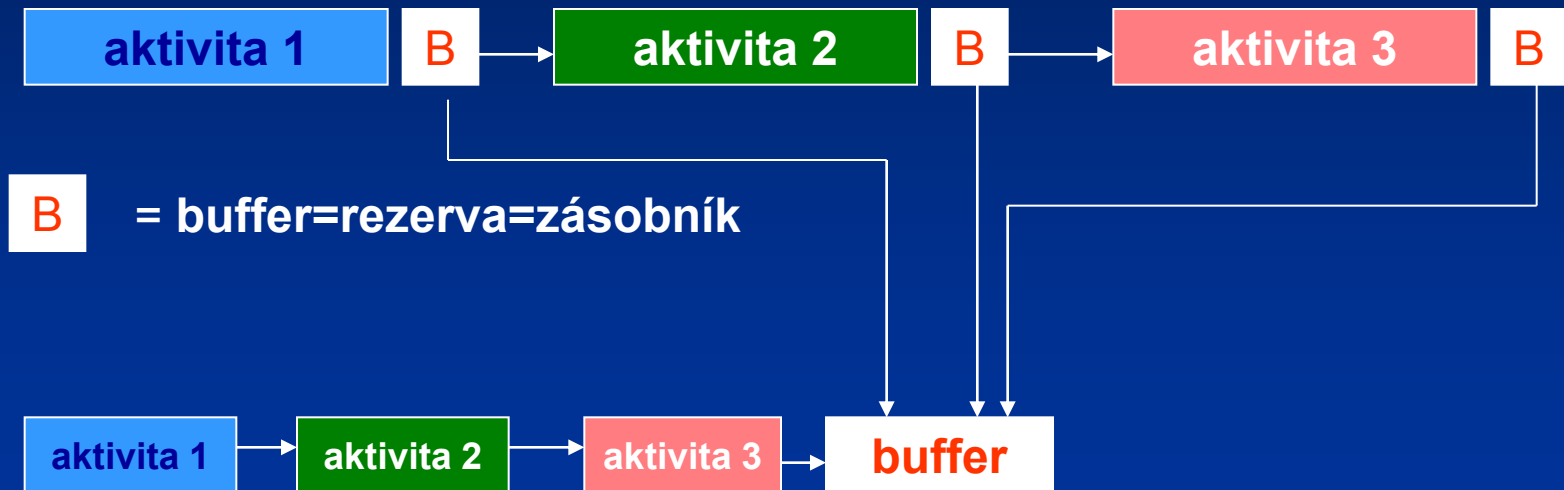 aktivita 1 B aktivita 2 B aktivita 3 B
B = buffer=rezerva=zásobník
aktivita 1 aktivita 2 aktivita 3 buffer